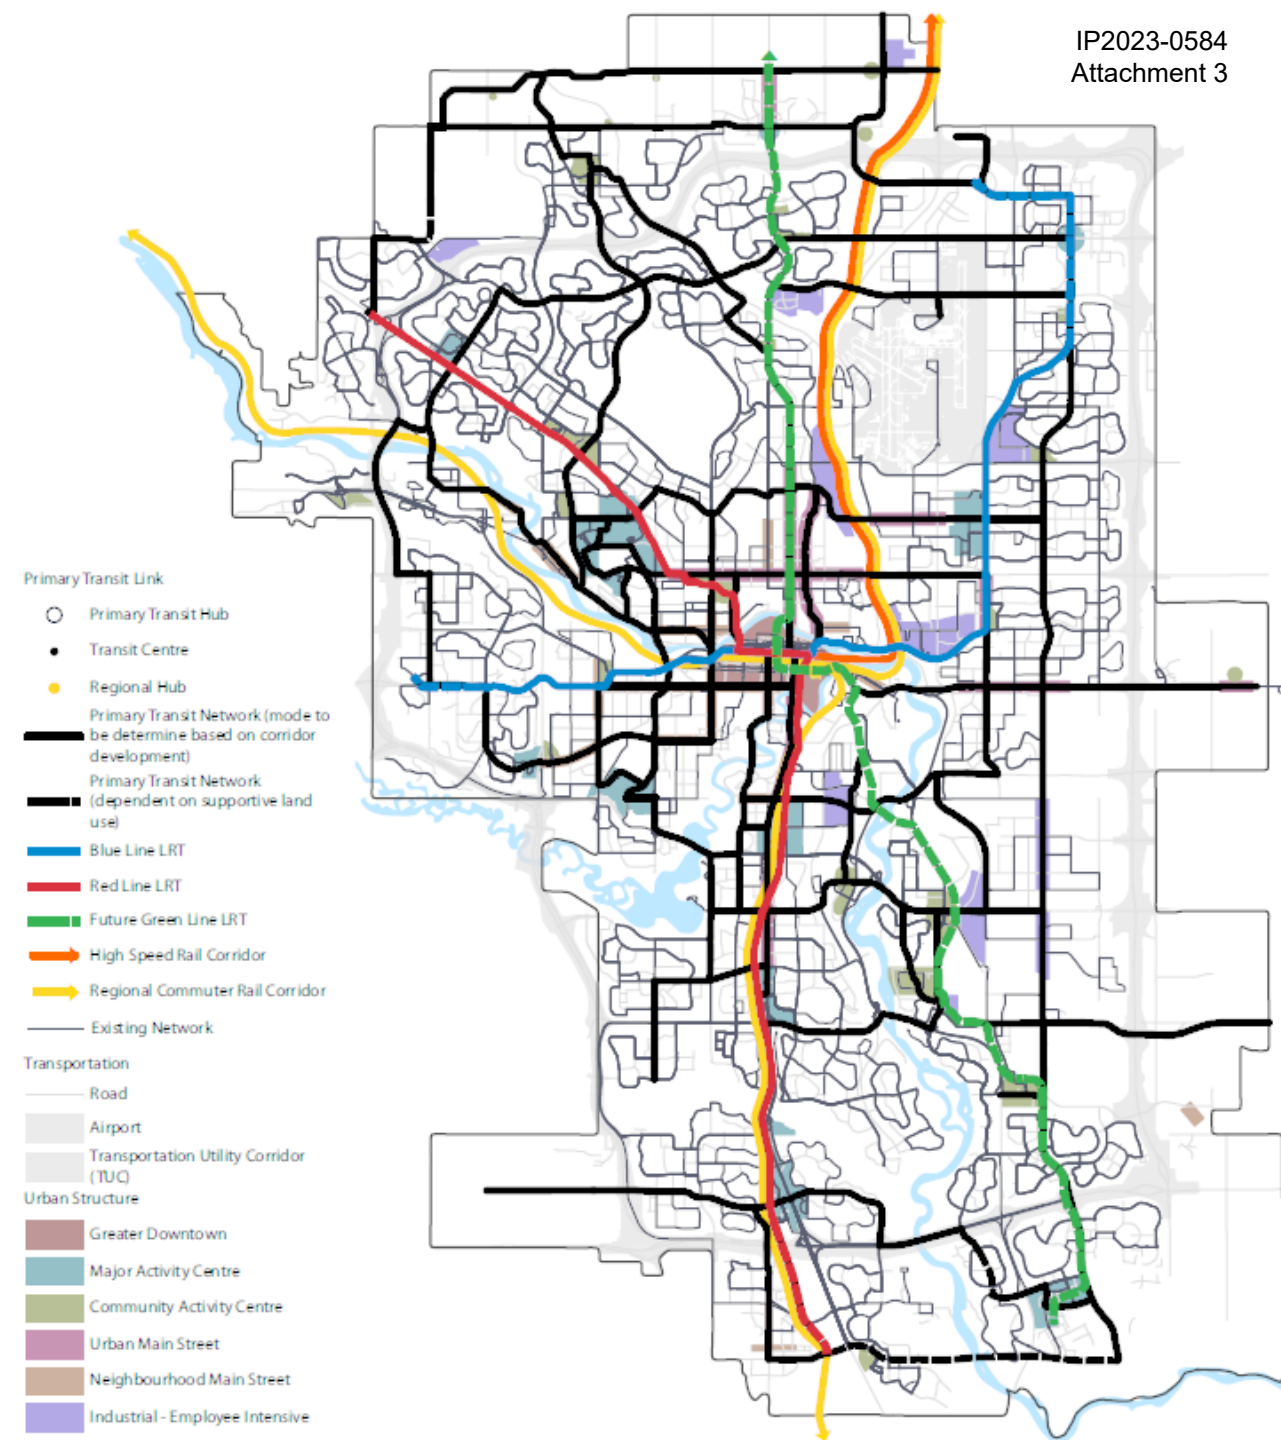 IP2023-0584
Attachment 3
Primary Transit Link
Primary Transit Hub
Transit Centre
Regional Hub
Primary Transit Network (mode to
be determine based on corridor
development)
Primary Transit Network
(dependent on supportive land
use)
Blue Line LRT
Red Line LRT
Future Green Line LRT
High Speed Rail Corridor
Regional Commuter Rail Corridor
Existing Network
Transportation
Road
Airport
Transportation Utility Corridor
(TUC)
Urban Structure
Greater Downtown
Major Activity Centre
Community Activity Centre
Urban Main Street
Neighbourhood Main Street
Industrial - Employee Intensive